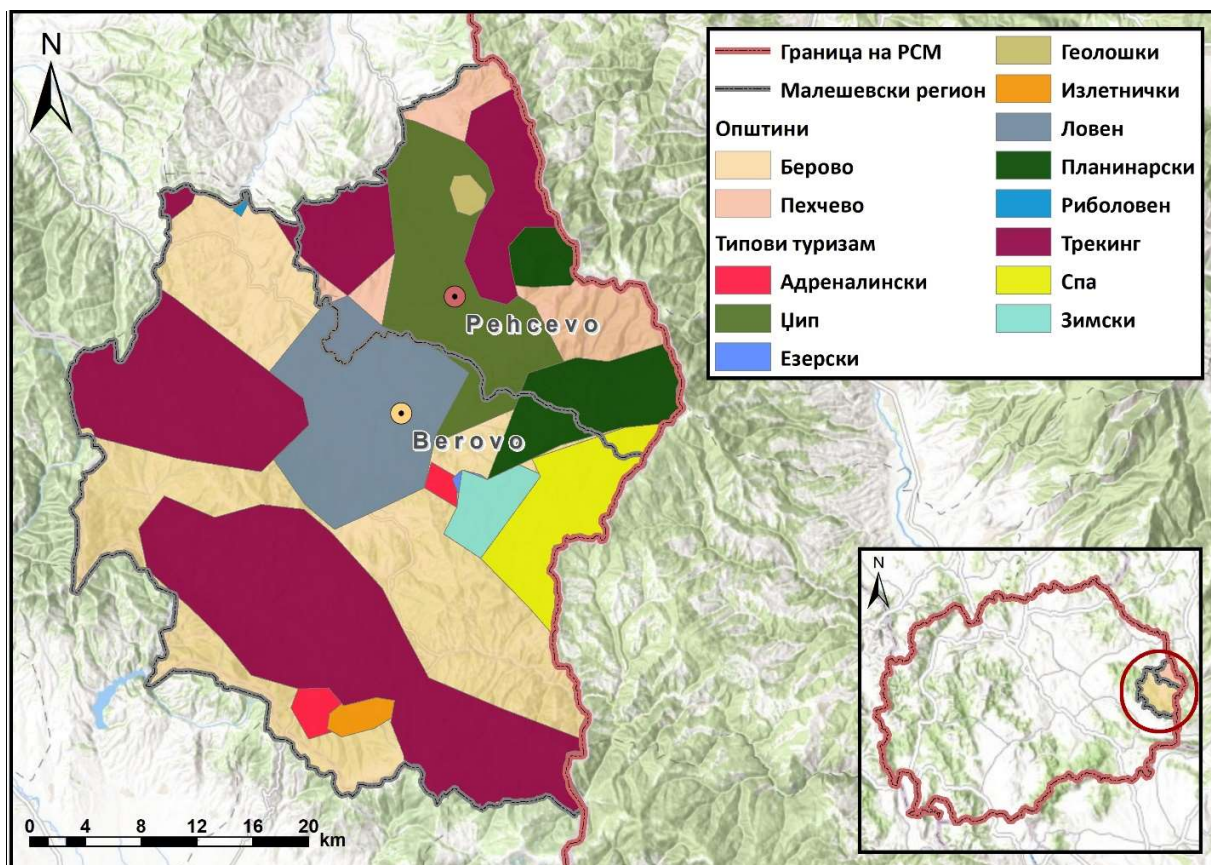 N
Граница на РСМ
Малешевски регион
Општини
Берово
Пехчево
Типови туризам
Адреналински
Џип
Езерски
Геолошки
Излетнички
Ловен
Планинарски
Риболовен
Трекинг
Спа
Зимски
Pehcevo
Berovo
0 4 8 12 16 20
km
N